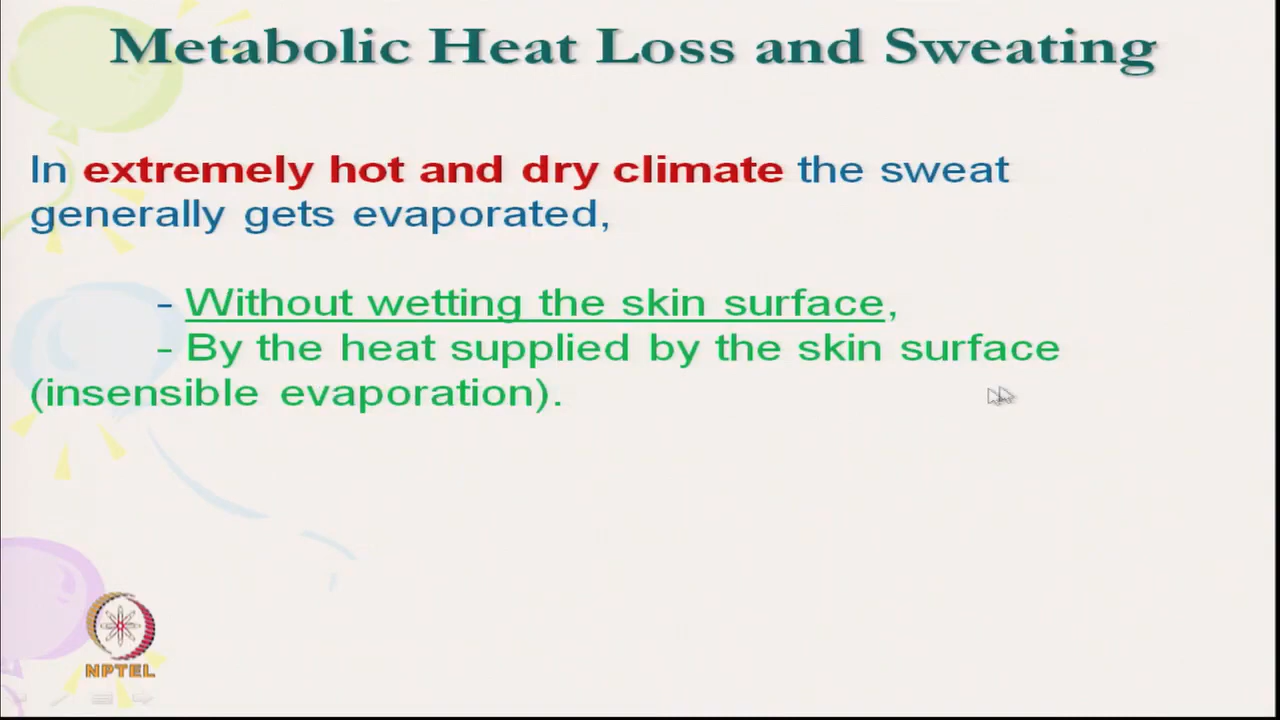 Metabolic Heat Loss and Sweating
In extremely hot and dry climate the sweat
generally gets evaporated,
- Without wetting the skin surface,
- By the heat supplied by the skin surface
(insensible evaporation).
NPTEL